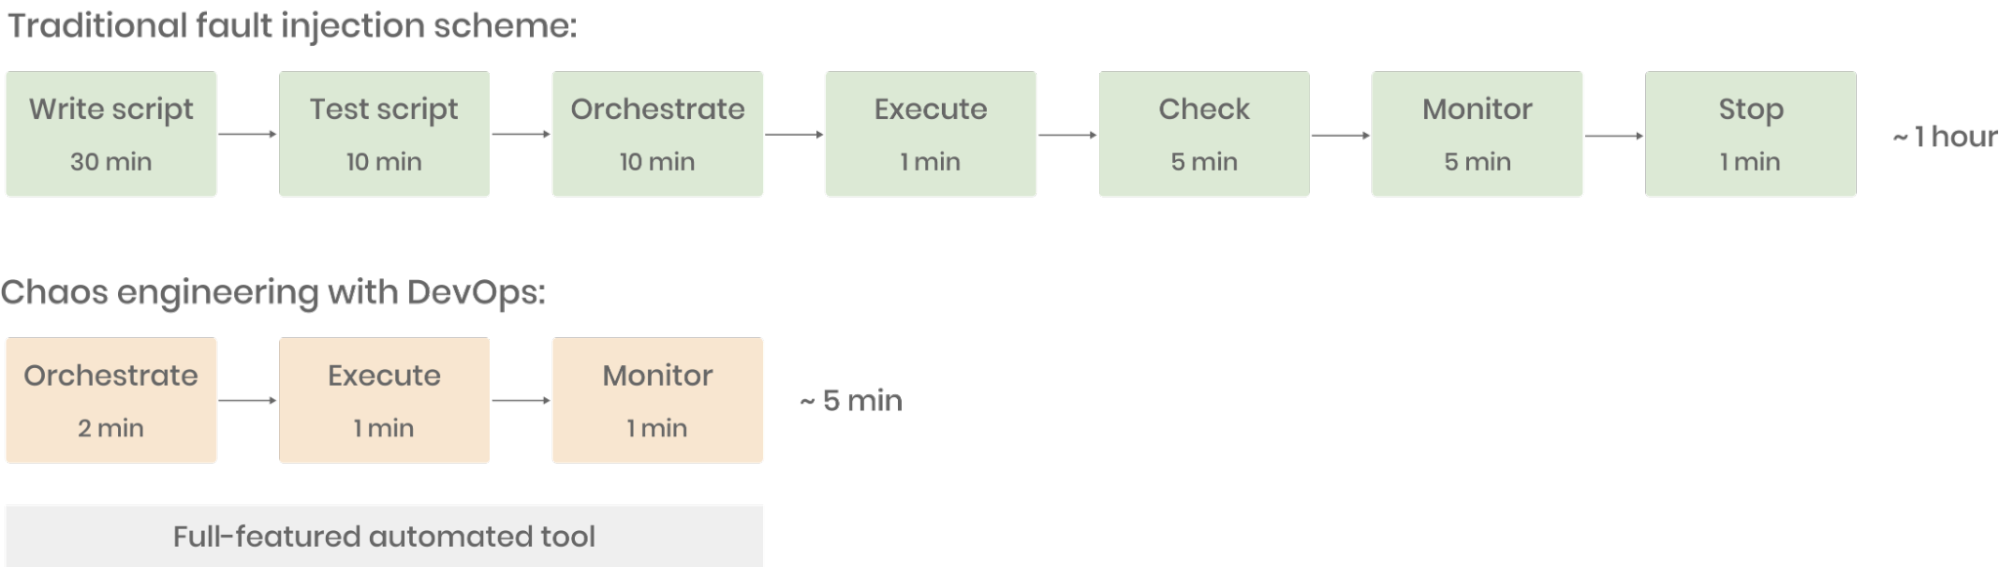 Traditional fault injection scheme:
Write script
30 min
Test script
10 min
Orchestrate
10 min
Execute
1 min
Check
5 min
Monitor
5 min
Stop
1 min
~ 1 hour
Chaos engineering with DevOps:
Orchestrate
2 min
Execute
1 min
Monitor
1 min
~ 5 min
Full-featured automated tool